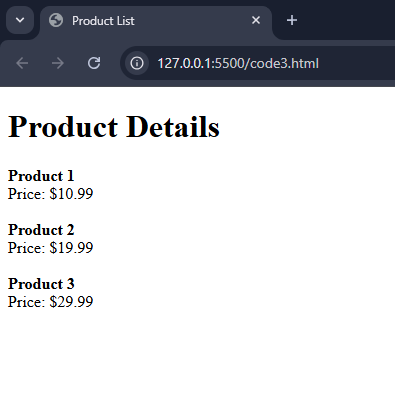 Product List
127.0.0.1:5500/code3.html
Product Details
Product 1
Price: $10.99
Product 2
Price: $19.99
Product 3
Price: $29.99